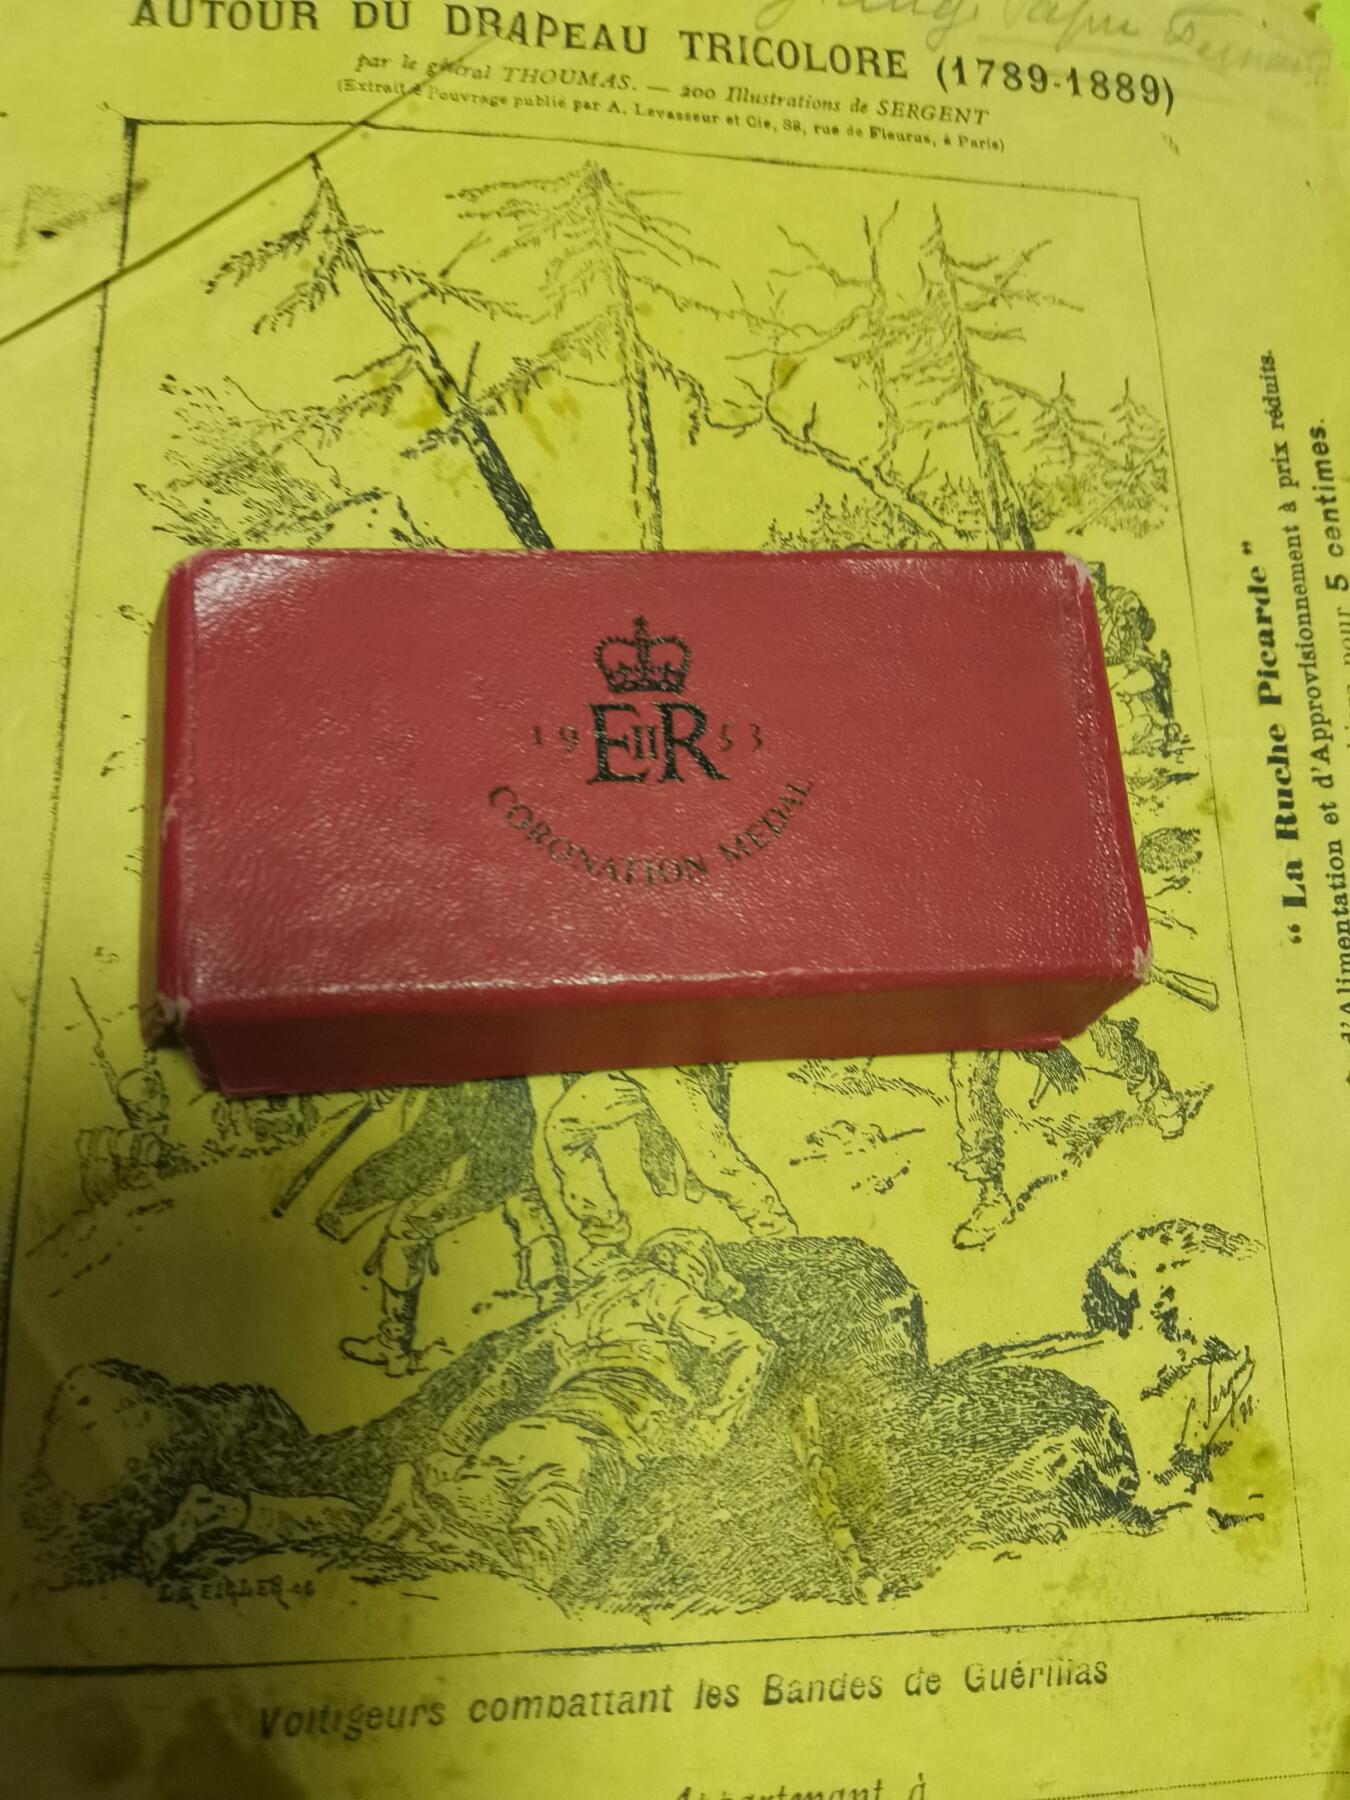 AUTOUR DU DRAPEAU TRICOLORE (1789-1889)
par le général THOUMAS. — 200 Illustrations de SERGENT
(Extrait de l'ouvrage publié par A. Levasseur et Cie, 33, rue de Fleurus, à Paris)
19 EIIR 53
CORONATION MEDAL
“ La Ruche Picarde ”
d'Alimentation et d'Approvisionnement à prix réduits.
pour 5 centimes.
Voltigeurs combattant les Bandes de Guérillas
Appartenant à